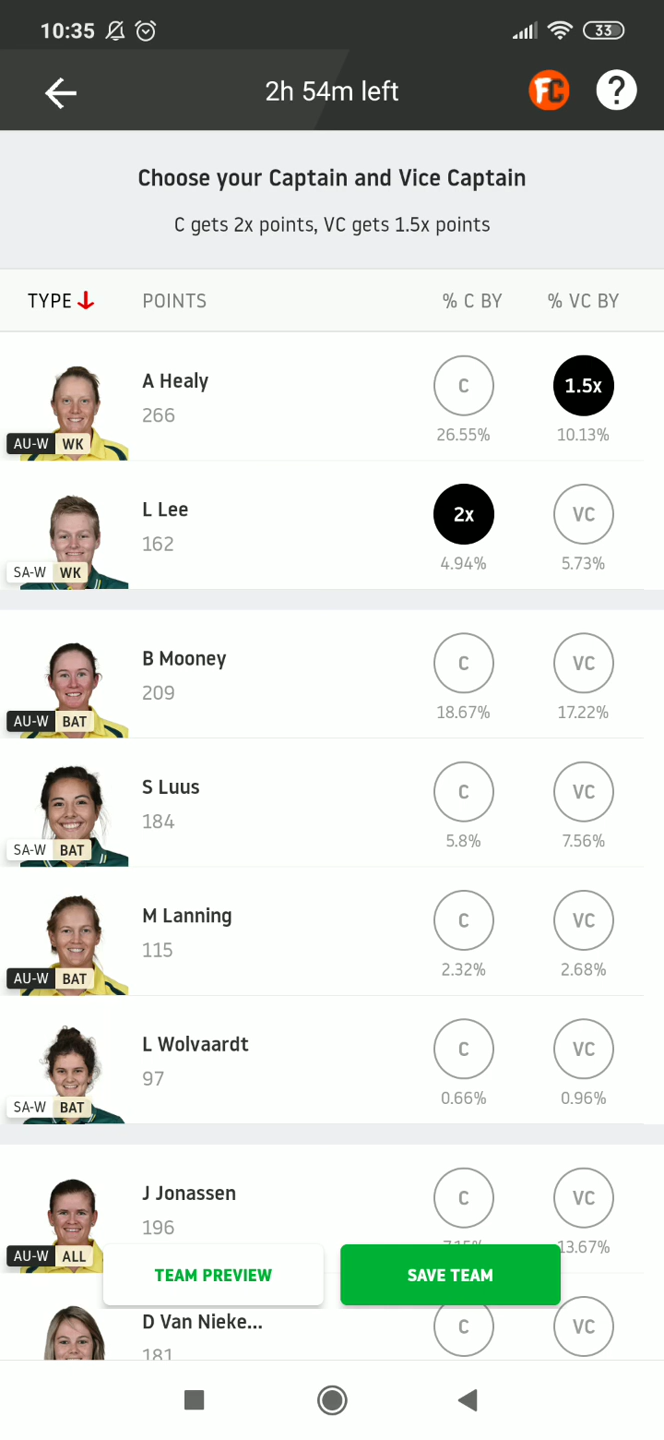 10:35
33
2h 54m left
FC
?
Choose your Captain and Vice Captain
C gets 2x points, VC gets 1.5x points
TYPE POINTS % C BY % VC BY
A Healy
266
C
1.5x
AU-W WK
26.55% 10.13%
L Lee
162
2x
VC
SA-W WK
4.94% 5.73%
B Mooney
209
C
VC
AU-W BAT
18.67% 17.22%
S Luus
184
C
VC
SA-W BAT
5.8% 7.56%
M Lanning
115
C
VC
AU-W BAT
2.32% 2.68%
L Wolvaardt
97
C
VC
SA-W BAT
0.66% 0.96%
J Jonassen
196
C
VC
AU-W ALL
13.67%
TEAM PREVIEW SAVE TEAM
D Van Nieke...
181
C
VC